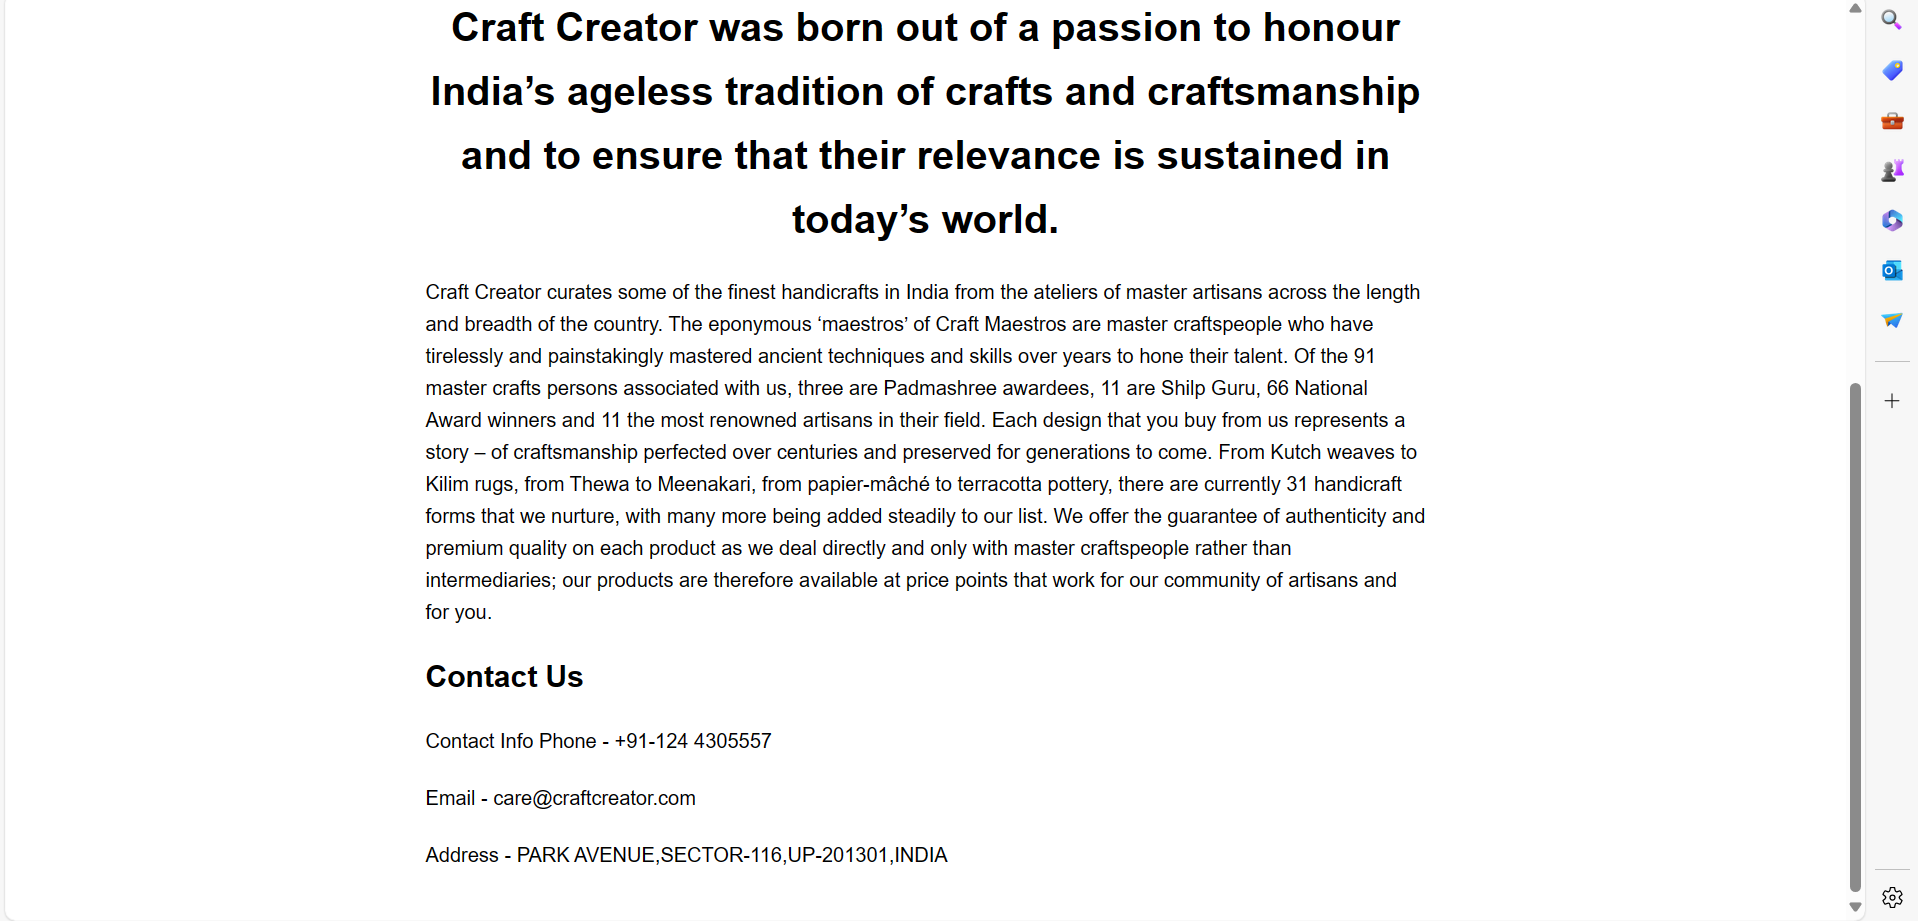 Craft Creator was born out of a passion to honour
India’s ageless tradition of crafts and craftsmanship
and to ensure that their relevance is sustained in
today’s world.
Craft Creator curates some of the finest handicrafts in India from the ateliers of master artisans across the length
and breadth of the country. The eponymous ‘maestros’ of Craft Maestros are master craftspeople who have
tirelessly and painstakingly mastered ancient techniques and skills over years to hone their talent. Of the 91
master crafts persons associated with us, three are Padmashree awardees, 11 are Shilp Guru, 66 National
Award winners and 11 the most renowned artisans in their field. Each design that you buy from us represents a
story – of craftsmanship perfected over centuries and preserved for generations to come. From Kutch weaves to
Kilim rugs, from Thewa to Meenakari, from papier-mâché to terracotta pottery, there are currently 31 handicraft
forms that we nurture, with many more being added steadily to our list. We offer the guarantee of authenticity and
premium quality on each product as we deal directly and only with master craftspeople rather than
intermediaries; our products are therefore available at price points that work for our community of artisans and
for you.
Contact Us
Contact Info Phone - +91-124 4305557
Email - care@craftcreator.com
Address - PARK AVENUE,SECTOR-116,UP-201301,INDIA